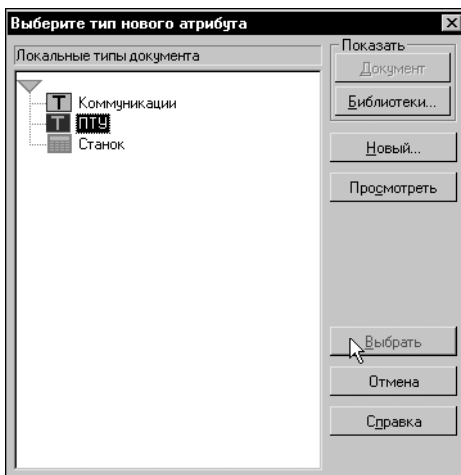 Выберите тип нового атрибута
Локальные типы документа
Коммуникации
ПТУ
Станок
Показать
Документ
Библиотеки...
Новый...
Просмотреть
Выбрать
Отмена
Справка